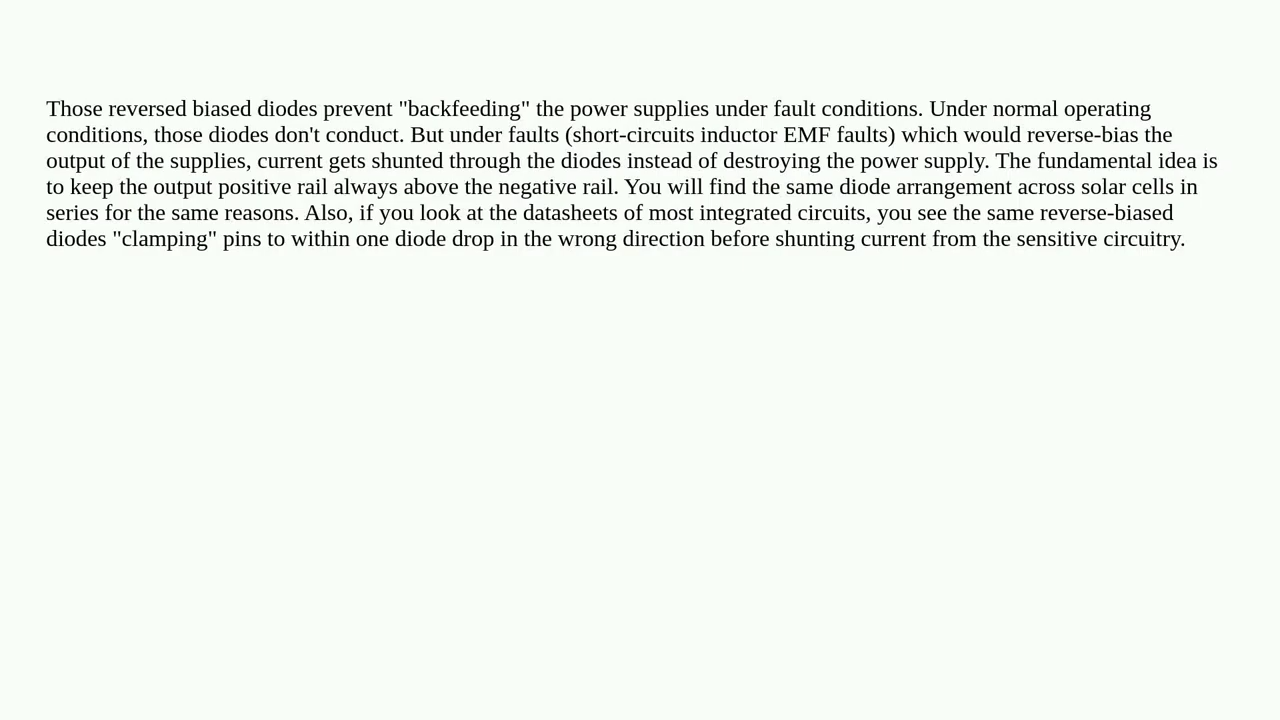 Those reversed biased diodes prevent "backfeeding" the power supplies under fault conditions. Under normal operating
conditions, those diodes don't conduct. But under faults (short-circuits inductor EMF faults) which would reverse-bias the
output of the supplies, current gets shunted through the diodes instead of destroying the power supply. The fundamental idea is
to keep the output positive rail always above the negative rail. You will find the same diode arrangement across solar cells in
series for the same reasons. Also, if you look at the datasheets of most integrated circuits, you see the same reverse-biased
diodes "clamping" pins to within one diode drop in the wrong direction before shunting current from the sensitive circuitry.